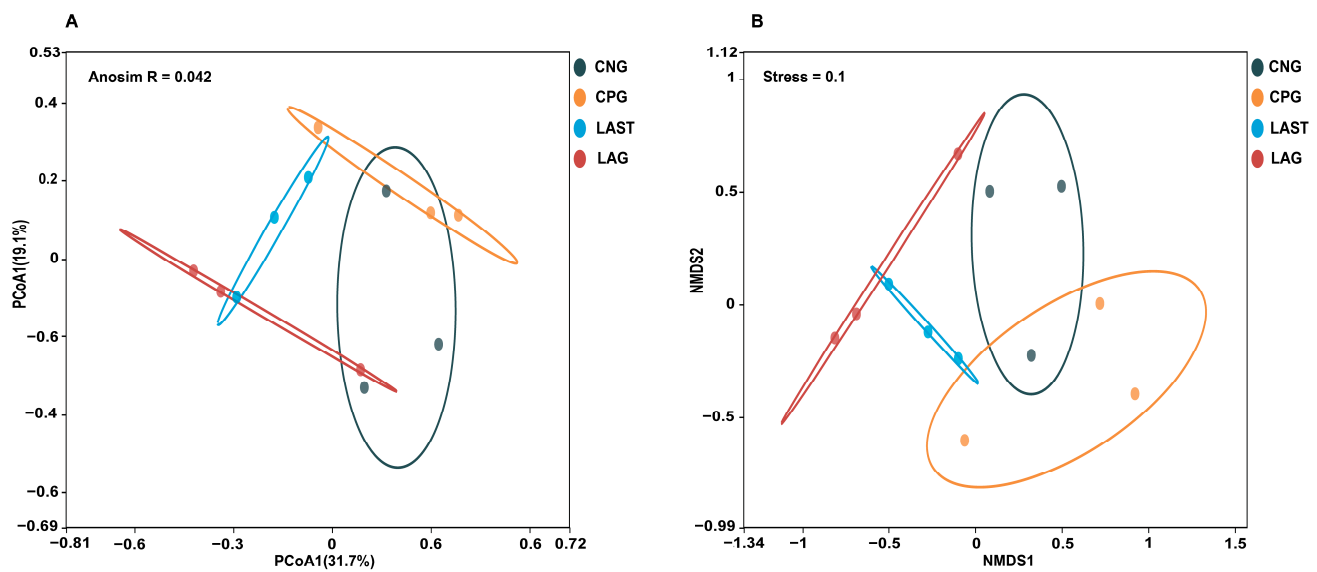 A
0.53
Anosim R = 0.042
0.4
0.2
0
−0.6
−0.4
−0.6
−0.69
−0.81
−0.6
−0.3
0
0.6
0.6
0.72
PCoA1(31.7%)
PCoA1(19.1%)
CNG
CPG
LAST
LAG
B
1.12
Stress = 0.1
1
0.5
0
−0.5
−0.99
−1.34
−1
−0.5
0
0.5
1
1.5
NMDS1
NMDS2
CNG
CPG
LAST
LAG